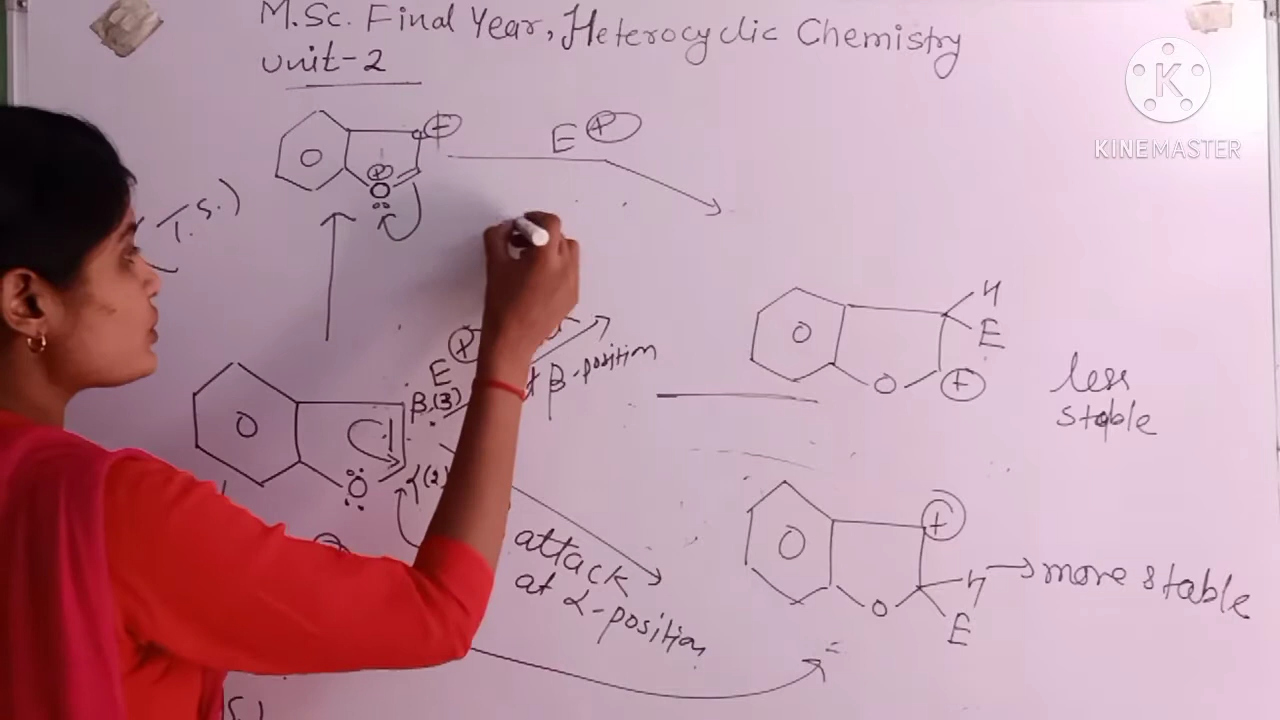 M.Sc. Final Year, Heterocyclic Chemistry
Unit-2
KINEMASTER
K
E +
+
O
+
O
(T.S.)
E +
β-position
O
β(3)
α(2)
O
O
H
E
O
+
less
stable
attack
at α-position
O
+
H
E
O
→ more stable